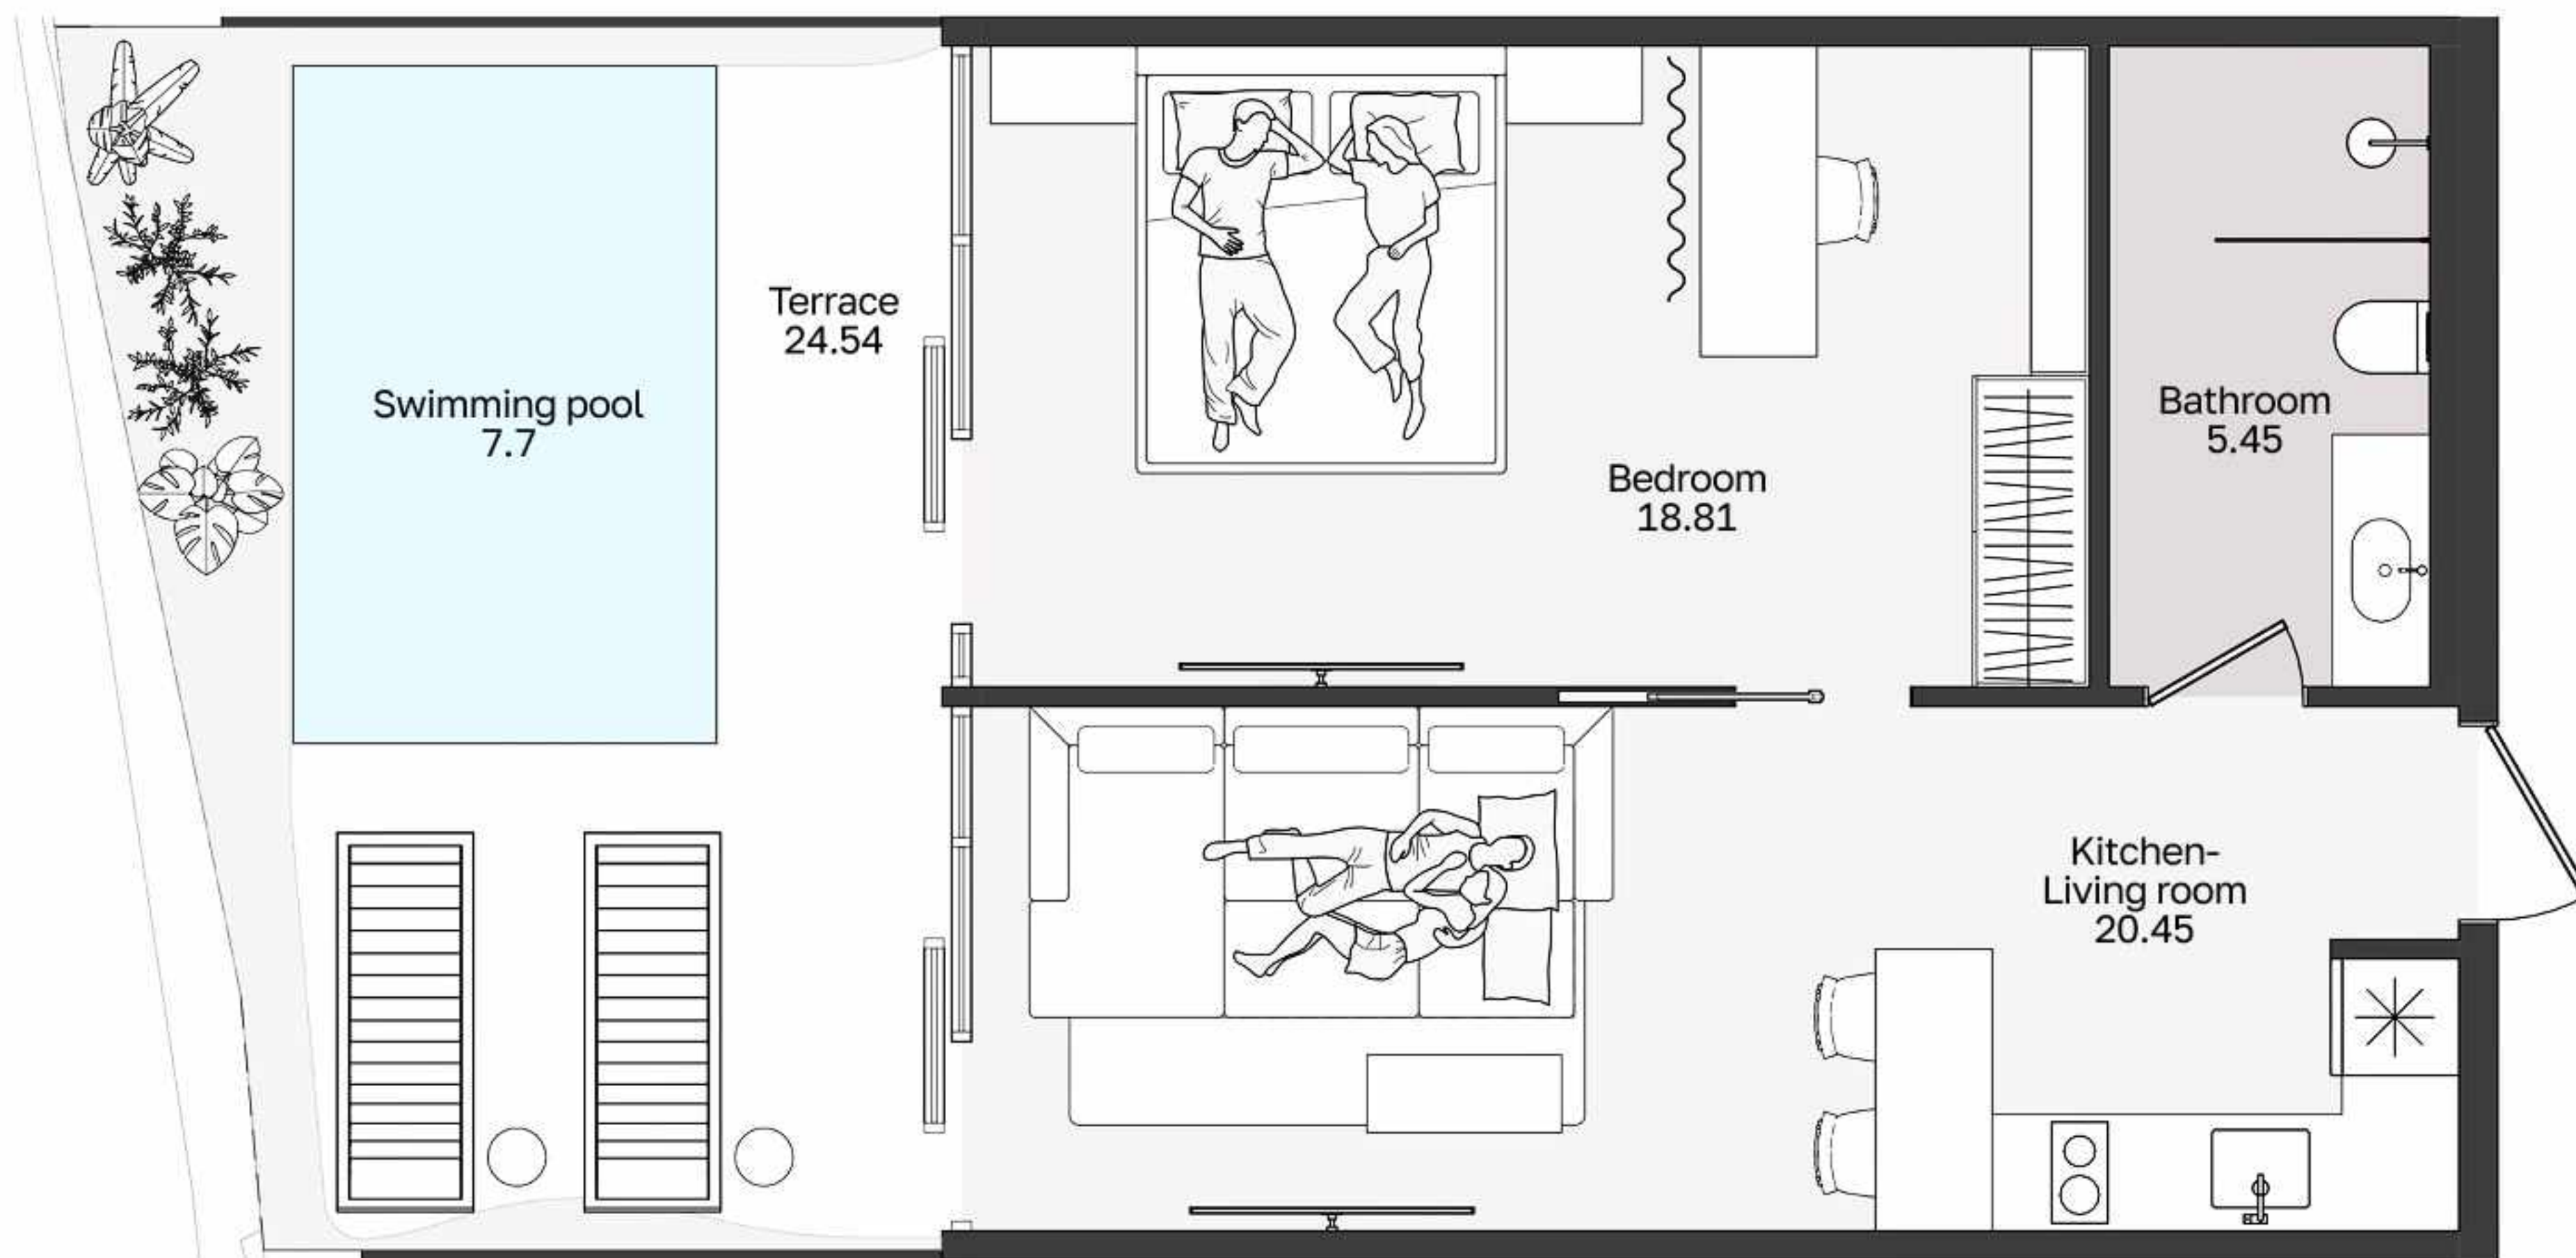 Terrace
24.54
Swimming pool
7.7
Bedroom
18.81
Bathroom
5.45
Kitchen-
Living room
20.45